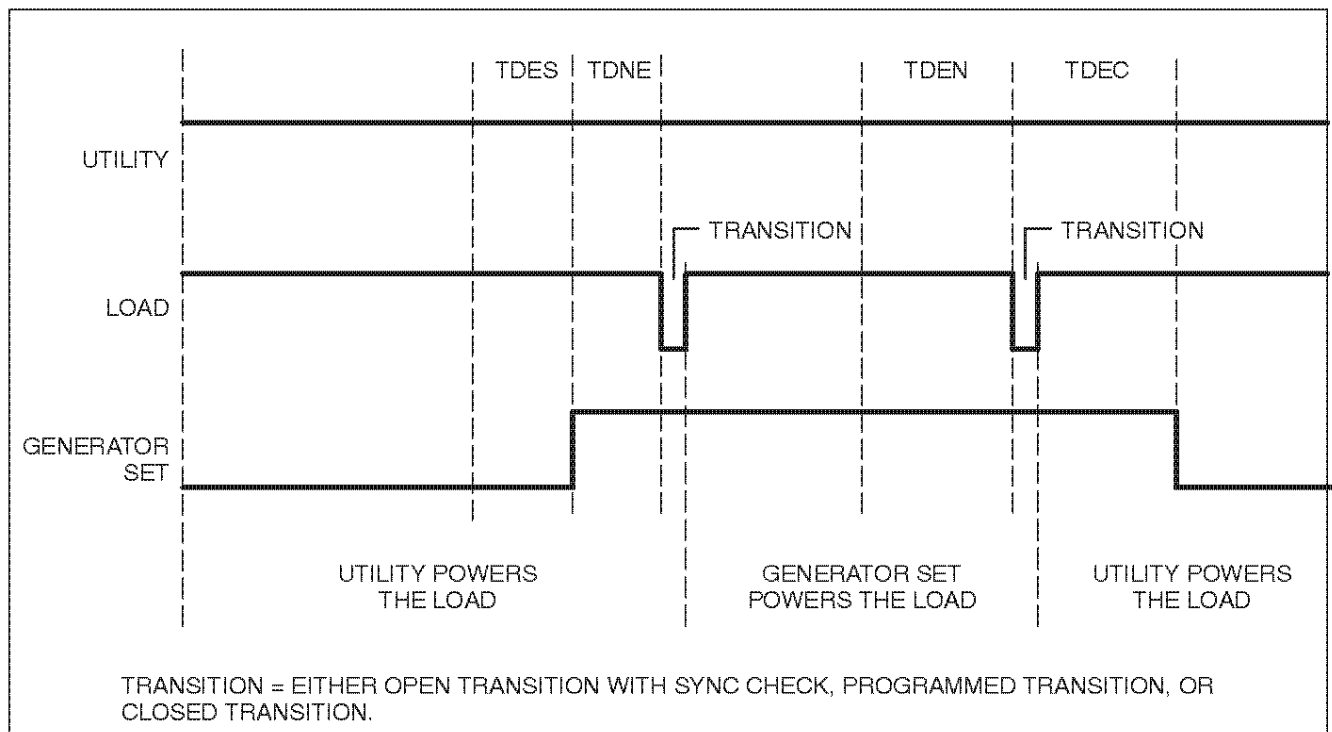 TDES TDNE TDEN TDEC
UTILITY
TRANSITION TRANSITION
LOAD
GENERATOR
SET
UTILITY POWERS
THE LOAD
GENERATOR SET
POWERS THE LOAD
UTILITY POWERS
THE LOAD
TRANSITION = EITHER OPEN TRANSITION WITH SYNC CHECK, PROGRAMMED TRANSITION, OR
CLOSED TRANSITION.